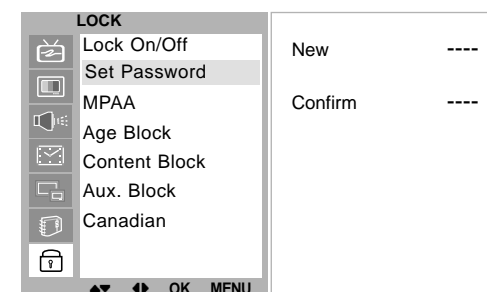 LOCK
Lock On/Off
Set Password
MPAA
Age Block
Content Block
Aux. Block
Canadian
▲▼ ◀▶ OK MENU
New ----
Confirm ----